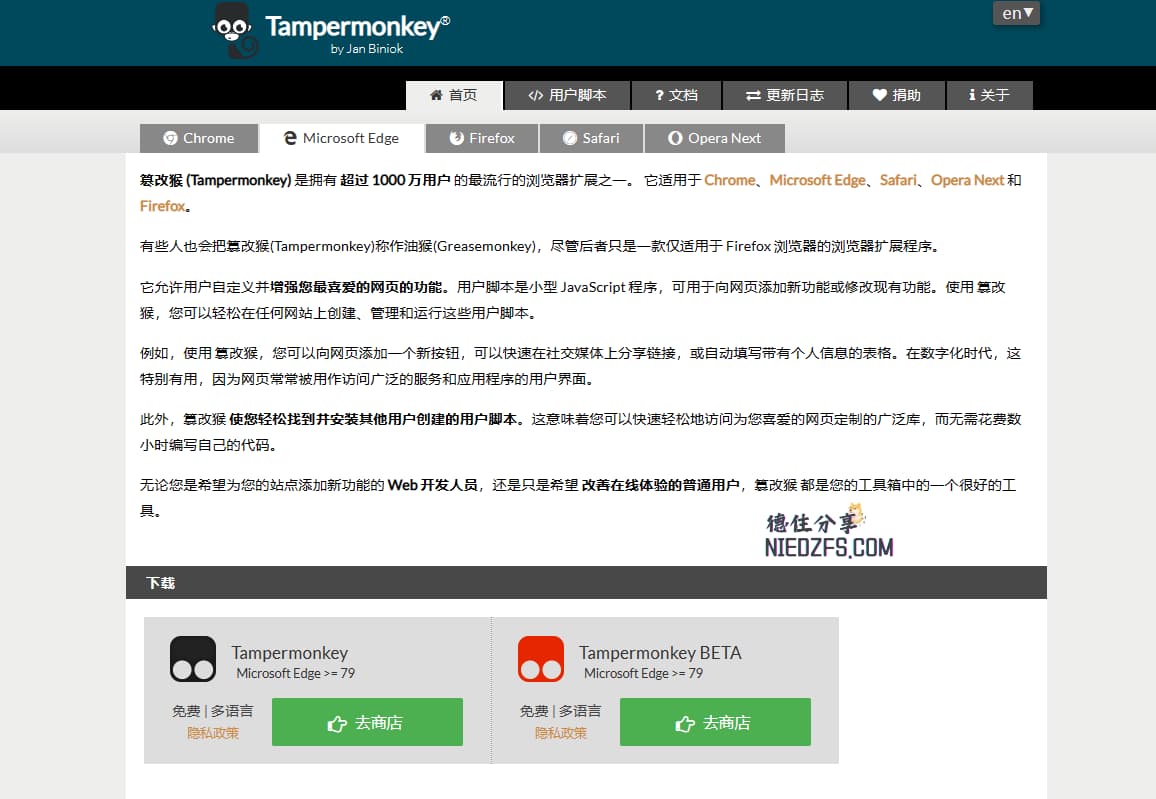 Tampermonkey®
by Jan Biniok
en▼
首页
</> 用户脚本
? 文档
更新日志
捐助
i 关于
Chrome
Microsoft Edge
Firefox
Safari
Opera Next
篡改猴 (Tampermonkey) 是拥有 超过 1000 万用户 的最流行的浏览器扩展之一。 它适用于 Chrome、Microsoft Edge、Safari、Opera Next 和
Firefox。
有些人也会把篡改猴(Tampermonkey)称作油猴(Greasemonkey)，尽管后者只是一款仅适用于 Firefox 浏览器的浏览器扩展程序。
它允许用户自定义并增强您最喜爱的网页的功能。用户脚本是小型 JavaScript 程序，可用于向网页添加新功能或修改现有功能。使用 篡改
猴，您可以轻松在任何网站上创建、管理和运行这些用户脚本。
例如，使用 篡改猴，您可以向网页添加一个新按钮，可以快速在社交媒体上分享链接，或自动填写带有个人信息的表格。在数字化时代，这
特别有用，因为网页常常被用作访问广泛的服务和应用程序的用户界面。
此外，篡改猴 使您轻松找到并安装其他用户创建的用户脚本。这意味着您可以快速轻松地访问为您喜爱的网页定制的广泛库，而无需花费数
小时编写自己的代码。
无论您是希望为您的站点添加新功能的 Web 开发人员，还是只是希望 改善在线体验的普通用户，篡改猴 都是您的工具箱中的一个很好的工
具。
德住分享
NIEDZFS.COM
下载
Tampermonkey
Microsoft Edge >= 79
免费 | 多语言
隐私政策
去商店
Tampermonkey BETA
Microsoft Edge >= 79
免费 | 多语言
隐私政策
去商店